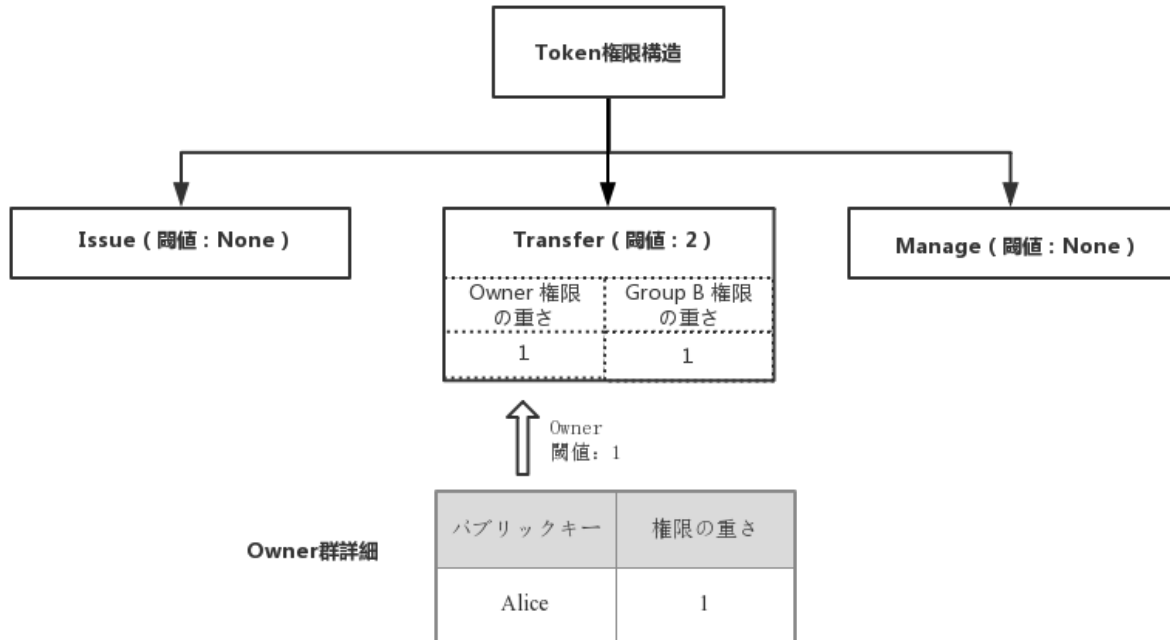 Token権限構造
Issue ( 閾値 : None )
Transfer ( 閾値 : 2 )
Manage ( 閾値 : None )
Owner 権限
の重さ
Group B 権限
の重さ
1
1
Owner
閾値: 1
Owner群詳細
パブリックキー
権限の重さ
Alice
1